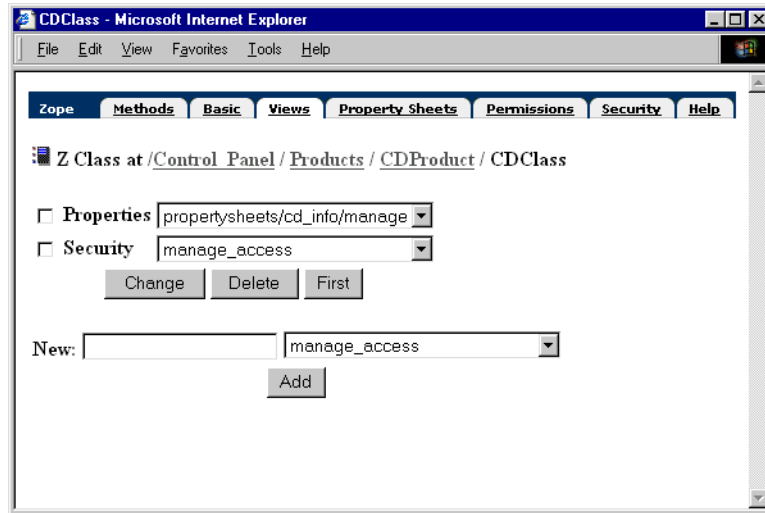 CDClass - Microsoft Internet Explorer
File Edit View Favorites Tools Help
Zope Methods Basic Views Property Sheets Permissions Security Help
Z Class at /Control_Panel / Products / CDProduct / CDClass
Properties propertysheets/cd_info/manage
Security manage_access
Change Delete First
New: manage_access
Add